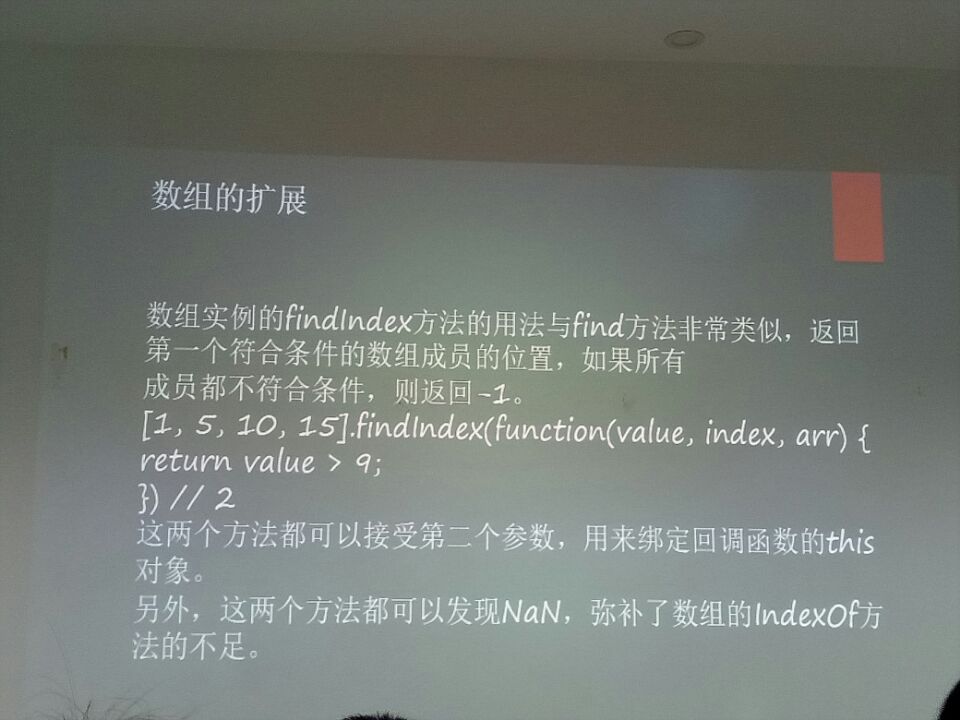 数组的扩展
数组实例的findIndex方法的用法与find方法非常类似，返回
第一个符合条件的数组成员的位置，如果所有
成员都不符合条件，则返回-1。
[1, 5, 10, 15].findIndex(function(value, index, arr) {
return value > 9;
}) // 2
这两个方法都可以接受第二个参数，用来绑定回调函数的this
对象。
另外，这两个方法都可以发现NaN，弥补了数组的IndexOf方
法的不足。